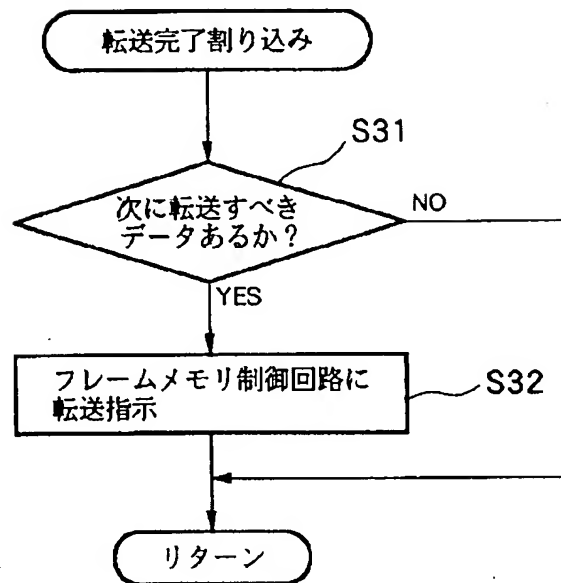 転送完了割り込み
S31
次に転送すべき
データあるか？
NO
YES
フレームメモリ制御回路に
転送指示
S32
リターン